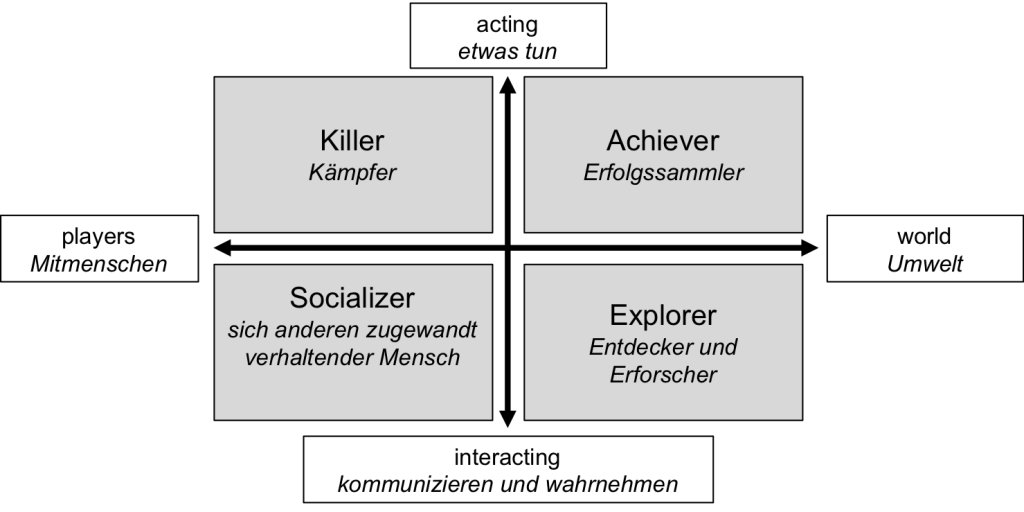 acting
etwas tun
Killer
Kämpfer
Achiever
Erfolgssammler
players
Mitmenschen
world
Umwelt
Socializer
sich anderen zugewandt
verhaltender Mensch
Explorer
Entdecker und
Erforscher
interacting
kommunizieren und wahrnehmen